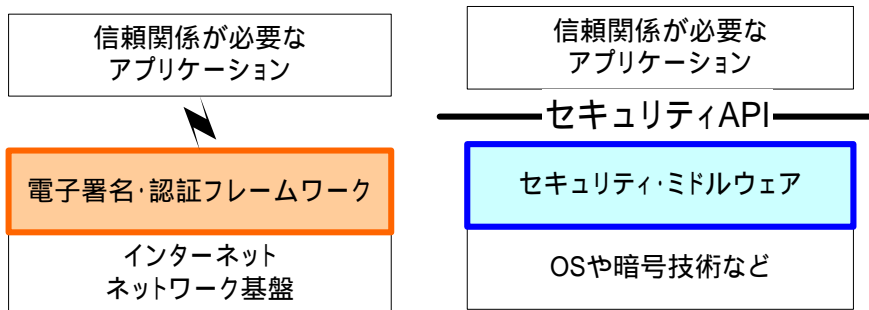 信頼関係が必要な
アプリケーション
電子署名・認証フレームワーク
インターネット
ネットワーク基盤
信頼関係が必要な
アプリケーション
セキュリティAPI
セキュリティ・ミドルウェア
OSや暗号技術など